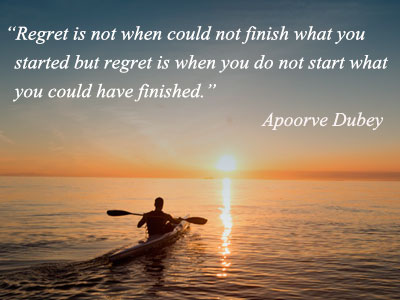 “Regret is not when could not finish what you
started but regret is when you do not start what
you could have finished.”
Apoorve Dubey